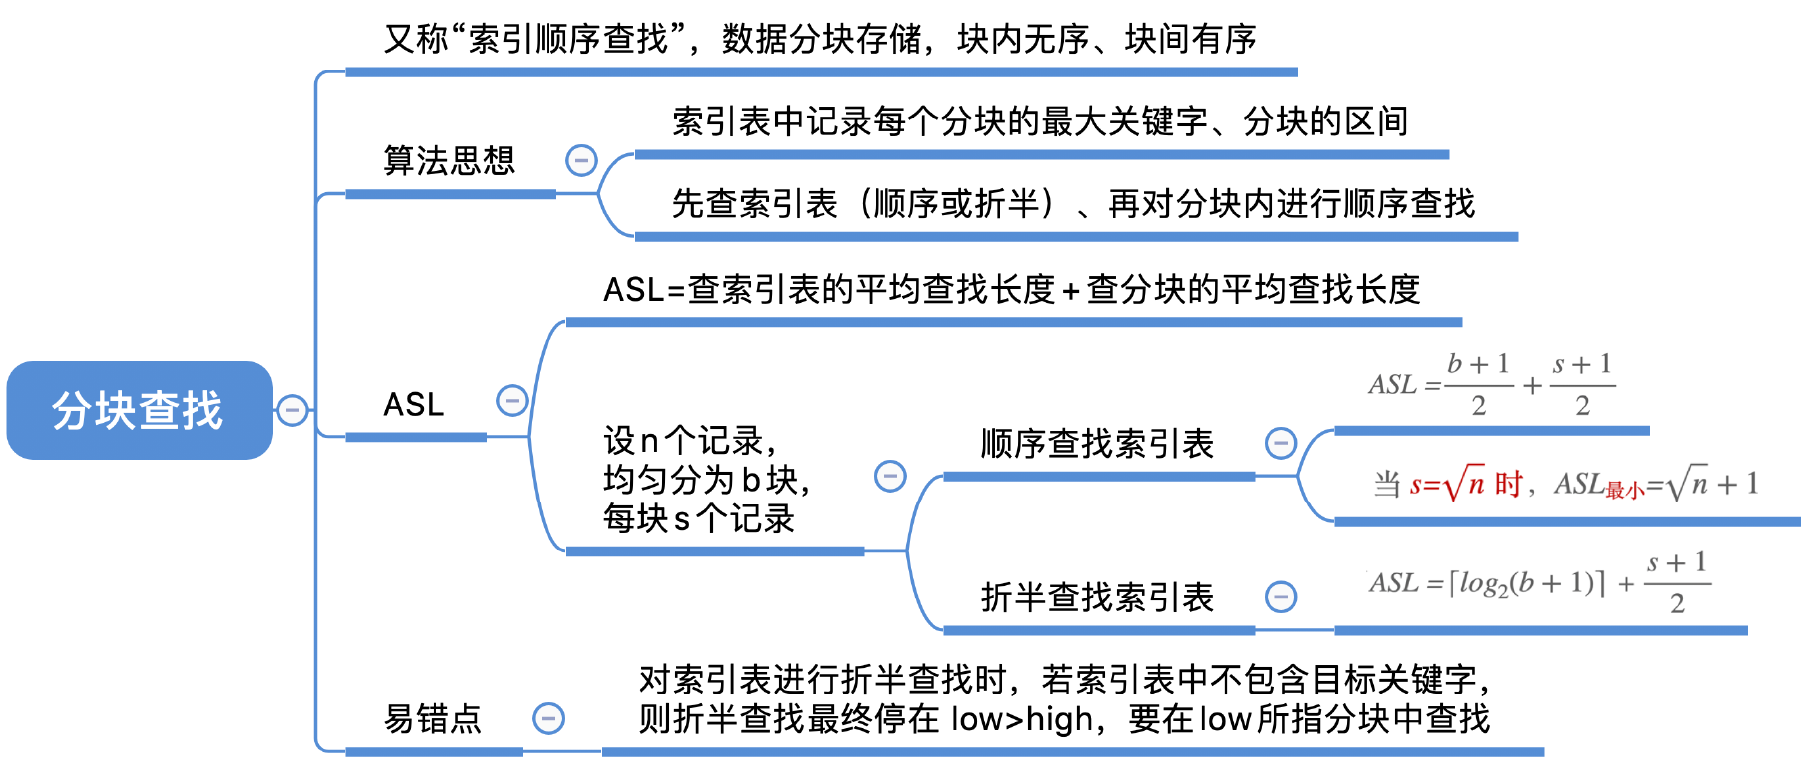 又称“索引顺序查找”，数据分块存储，块内无序、块间有序
算法思想
索引表中记录每个分块的最大关键字、分块的区间
先查索引表（顺序或折半）、再对分块内进行顺序查找
分块查找
ASL
ASL=查索引表的平均查找长度+查分块的平均查找长度
设n个记录，
均匀分为b块，
每块s个记录
顺序查找索引表
ASL = \frac{b+1}{2} + \frac{s+1}{2}
当 s=√n 时，ASL最小=√n + 1
折半查找索引表
ASL = ⌈log₂(b + 1)⌉ + \frac{s+1}{2}
易错点
对索引表进行折半查找时，若索引表中不包含目标关键字，
则折半查找最终停在 low>high，要在low所指分块中查找